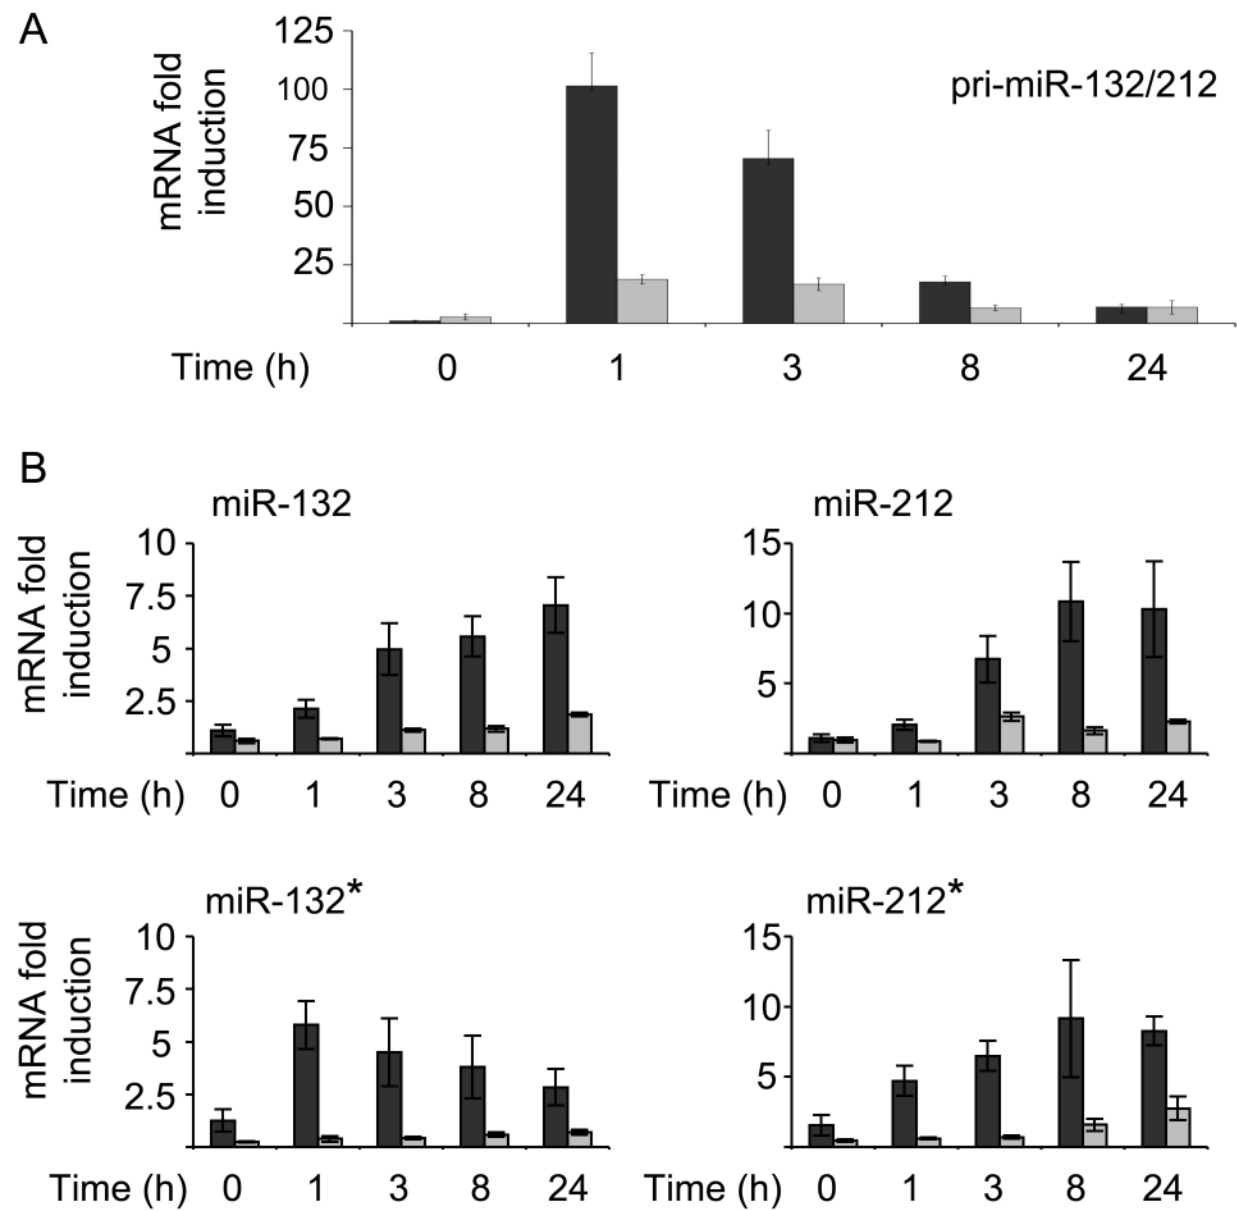 A
125
100
75
50
25
mRNA fold
induction
pri-miR-132/212
Time (h) 0 1 3 8 24
B
miR-132
10
7.5
5
2.5
mRNA fold
induction
Time (h) 0 1 3 8 24
miR-212
15
10
5
Time (h) 0 1 3 8 24
miR-132*
10
7.5
5
2.5
mRNA fold
induction
Time (h) 0 1 3 8 24
miR-212*
15
10
5
Time (h) 0 1 3 8 24